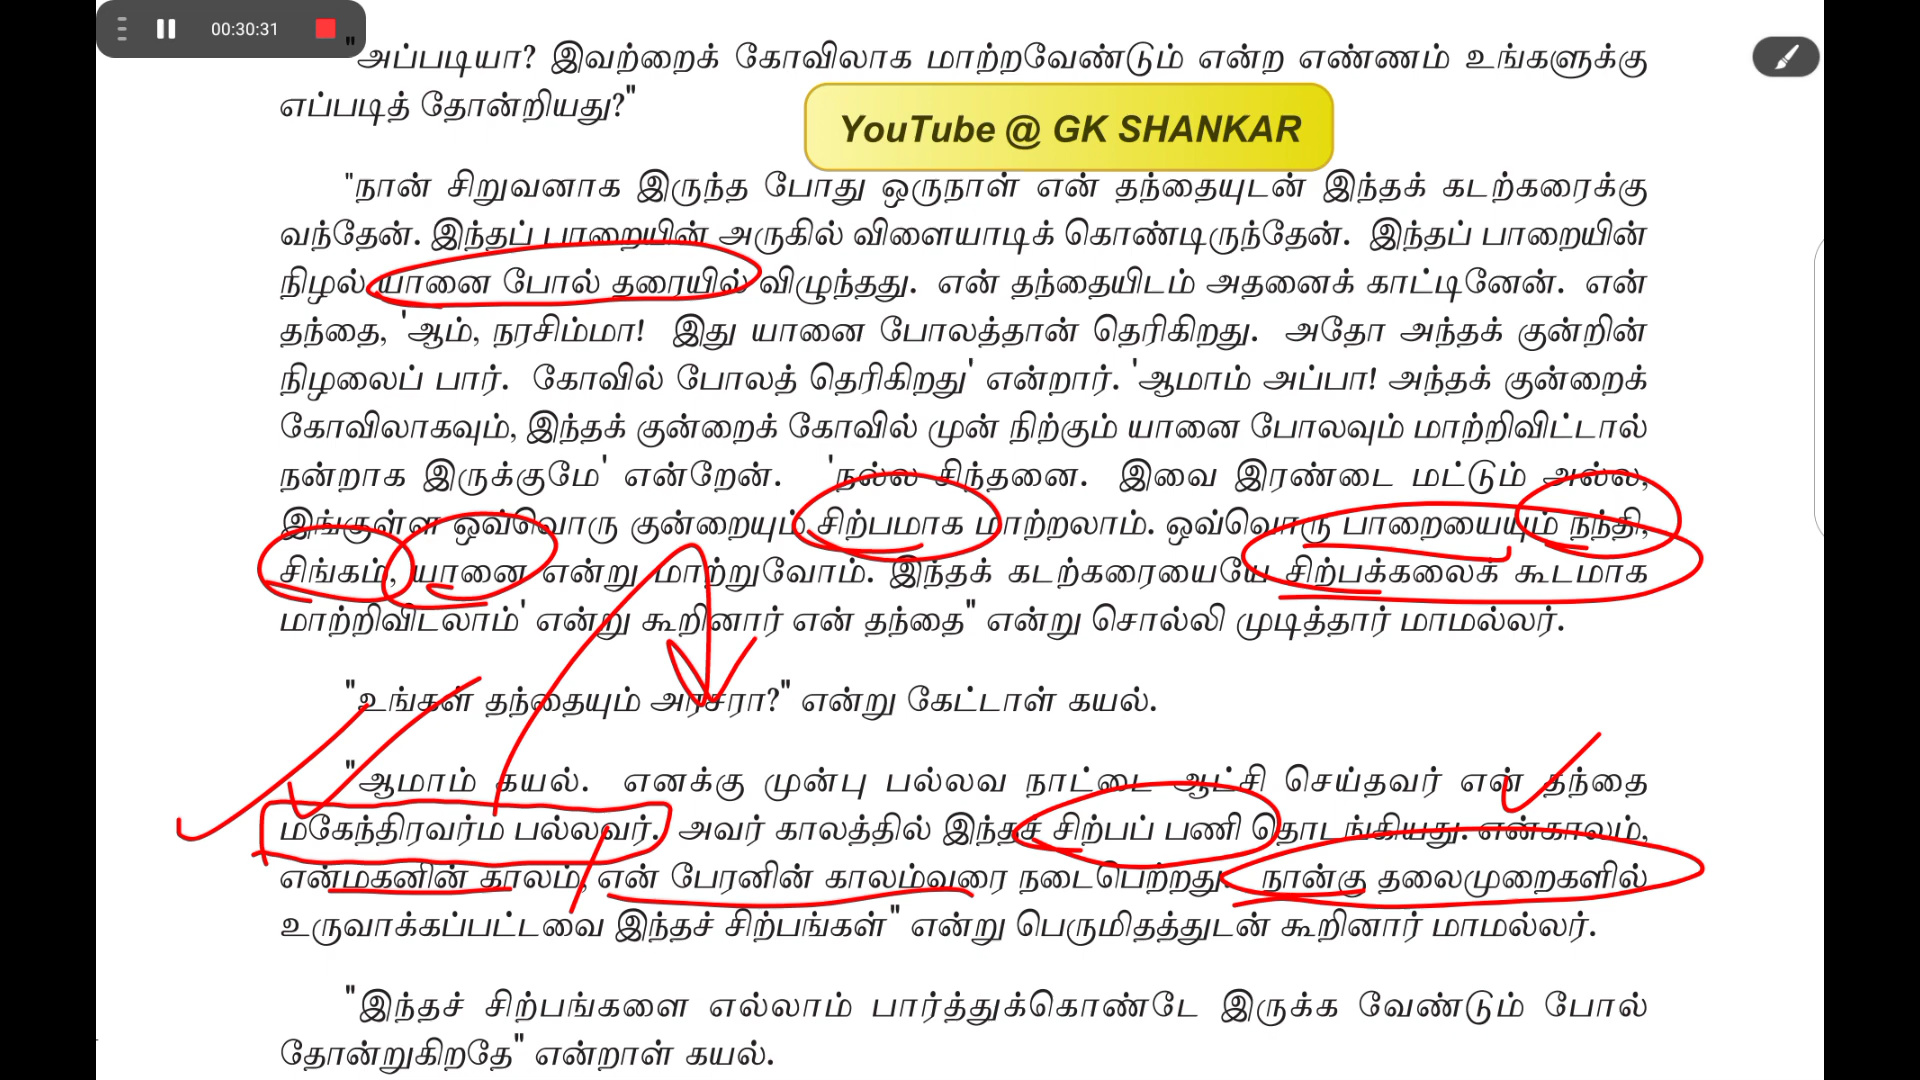 00:30:31
"அப்படியா? இவற்றைக் கோவிலாக மாற்றவேண்டும் என்ற எண்ணம் உங்களுக்கு
எப்படித் தோன்றியது?"
YouTube @ GK SHANKAR
"நான் சிறுவனாக இருந்த போது ஒருநாள் என் தந்தையுடன் இந்தக் கடற்கரைக்கு
வந்தேன். இந்தப் பாறையின் அருகில் விளையாடிக் கொண்டிருந்தேன். இந்தப் பாறையின்
நிழல் யானை போல் தரையில் விழுந்தது. என் தந்தையிடம் அதனைக் காட்டினேன். என்
தந்தை, 'ஆம், நரசிம்மா! இது யானை போலத்தான் தெரிகிறது. அதோ அந்தக் குன்றின்
நிழலைப் பார். கோவில் போலத் தெரிகிறது' என்றார். 'ஆமாம் அப்பா! அந்தக் குன்றைக்
கோவிலாகவும், இந்தக் குன்றைக் கோவில் முன் நிற்கும் யானை போலவும் மாற்றிவிட்டால்
நன்றாக இருக்குமே' என்றேன். 'நல்ல சிந்தனை. இவை இரண்டை மட்டும் அல்ல,
இங்குள்ள ஒவ்வொரு குன்றையும் சிற்பமாக மாற்றலாம். ஒவ்வொரு பாறையையும் நந்தி,
சிங்கம், யானை என்று மாற்றுவோம். இந்தக் கடற்கரையையே சிற்பக்கலைக் கூடமாக
மாற்றிவிடலாம்' என்று கூறினார் என் தந்தை" என்று சொல்லி முடித்தார் மாமல்லர்.
"உங்கள் தந்தையும் அரசரா?" என்று கேட்டாள் கயல்.
"ஆமாம் கயல். எனக்கு முன்பு பல்லவ நாட்டை ஆட்சி செய்தவர் என் தந்தை
மகேந்திரவர்ம பல்லவர். அவர் காலத்தில் இந்தச் சிற்பப் பணி தொடங்கியது. என்காலம்,
என்மகனின் காலம், என் பேரனின் காலம்வரை நடைபெற்றது. நான்கு தலைமுறைகளில்
உருவாக்கப்பட்டவை இந்தச் சிற்பங்கள்" என்று பெருமிதத்துடன் கூறினார் மாமல்லர்.
"இந்தச் சிற்பங்களை எல்லாம் பார்த்துக்கொண்டே இருக்க வேண்டும் போல்
தோன்றுகிறதே" என்றாள் கயல்.